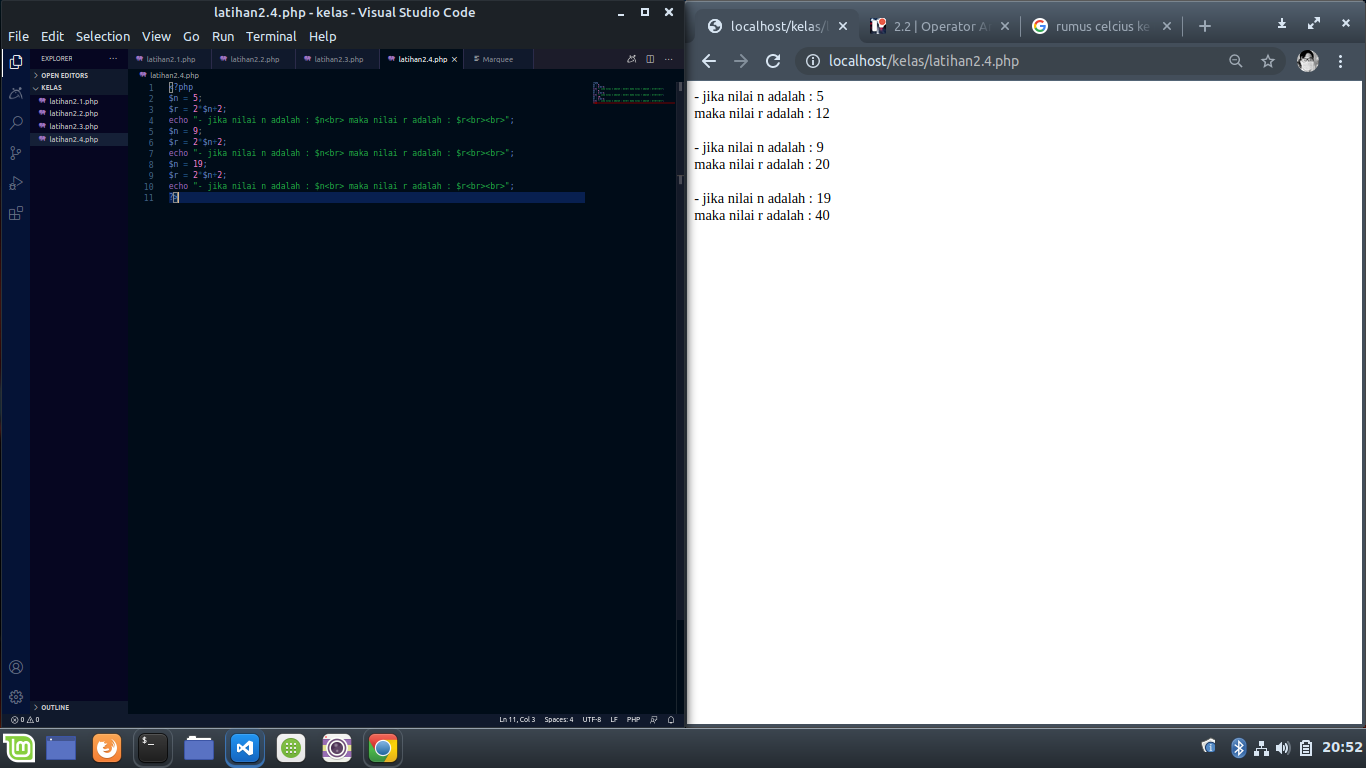 latihan2.4.php - kelas - Visual Studio Code
File Edit Selection View Go Run Terminal Help
EXPLORER
OPEN EDITORS
KELAS
latihan2.1.php
latihan2.2.php
latihan2.3.php
latihan2.4.php
OUTLINE
latihan2.1.php latihan2.2.php latihan2.3.php latihan2.4.php Marquee
latihan2.4.php
1 <?php
2 $n = 5;
3 $r = 2*$n+2;
4 echo "- jika nilai n adalah : $n<br> maka nilai r adalah : $r<br><br>";
5 $n = 9;
6 $r = 2*$n+2;
7 echo "- jika nilai n adalah : $n<br> maka nilai r adalah : $r<br><br>";
8 $n = 19;
9 $r = 2*$n+2;
10 echo "- jika nilai n adalah : $n<br> maka nilai r adalah : $r<br><br>";
11 ?>
0 0 Ln 11, Col 3 Spaces: 4 UTF-8 LF PHP
localhost/kelas/ 2.2 | Operator A rumus celcius ke
localhost/kelas/latihan2.4.php
- jika nilai n adalah : 5
maka nilai r adalah : 12
- jika nilai n adalah : 9
maka nilai r adalah : 20
- jika nilai n adalah : 19
maka nilai r adalah : 40
20:52